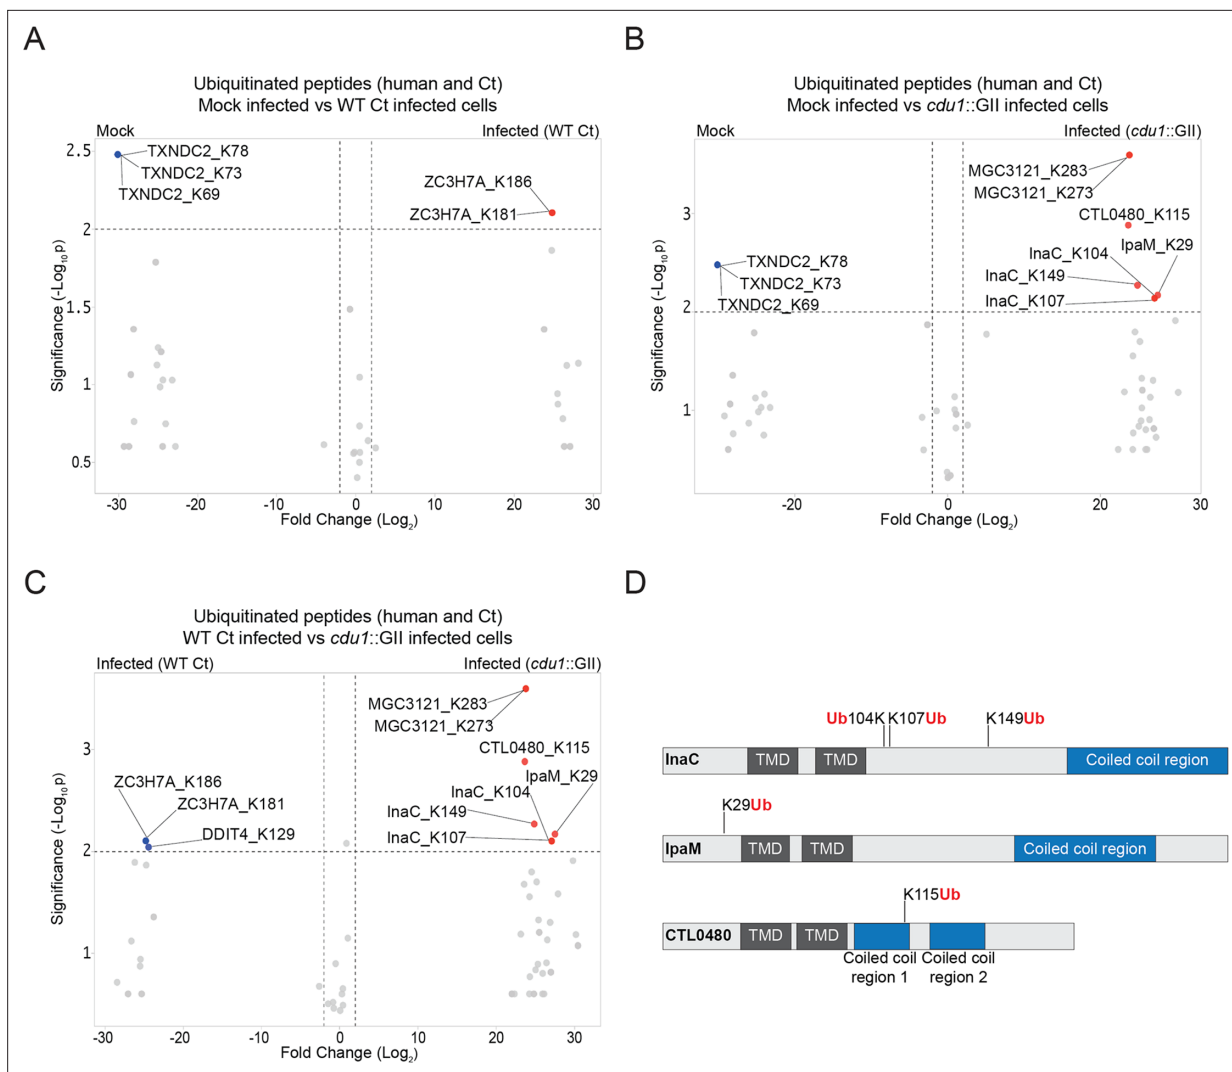 A
Ubiquitinated peptides (human and Ct)
Mock infected vs WT Ct infected cells
Mock
Infected (WT Ct)
2.5
2
1.5
1
0.5
Significance (-Log10 p)
TXNDC2_K78
TXNDC2_K73
TXNDC2_K69
ZC3H7A_K186
ZC3H7A_K181
-30
-20
-10
0
10
20
30
Fold Change (Log2)
B
Ubiquitinated peptides (human and Ct)
Mock infected vs cdu1::GII infected cells
Mock
Infected (cdu1::GII)
3
2
1
Significance (-Log10 p)
MGC3121_K283
MGC3121_K273
CTL0480_K115
InaC_K104
IpaM_K29
InaC_K149
InaC_K107
TXNDC2_K78
TXNDC2_K73
TXNDC2_K69
-20
0
20
30
Fold Change (Log2)
C
Ubiquitinated peptides (human and Ct)
WT Ct infected vs cdu1::GII infected cells
Infected (WT Ct)
Infected (cdu1::GII)
3
2
1
Significance (-Log10 p)
MGC3121_K283
MGC3121_K273
CTL0480_K115
IpaM_K29
InaC_K104
InaC_K149
InaC_K107
ZC3H7A_K186
ZC3H7A_K181
DDIT4_K129
-30
-20
-10
0
10
20
30
Fold Change (Log2)
D
Ub104K K107Ub K149Ub
InaC TMD TMD Coiled coil region
K29Ub
IpaM TMD TMD Coiled coil region
K115Ub
CTL0480 TMD TMD
Coiled coil Coiled coil
region 1 region 2